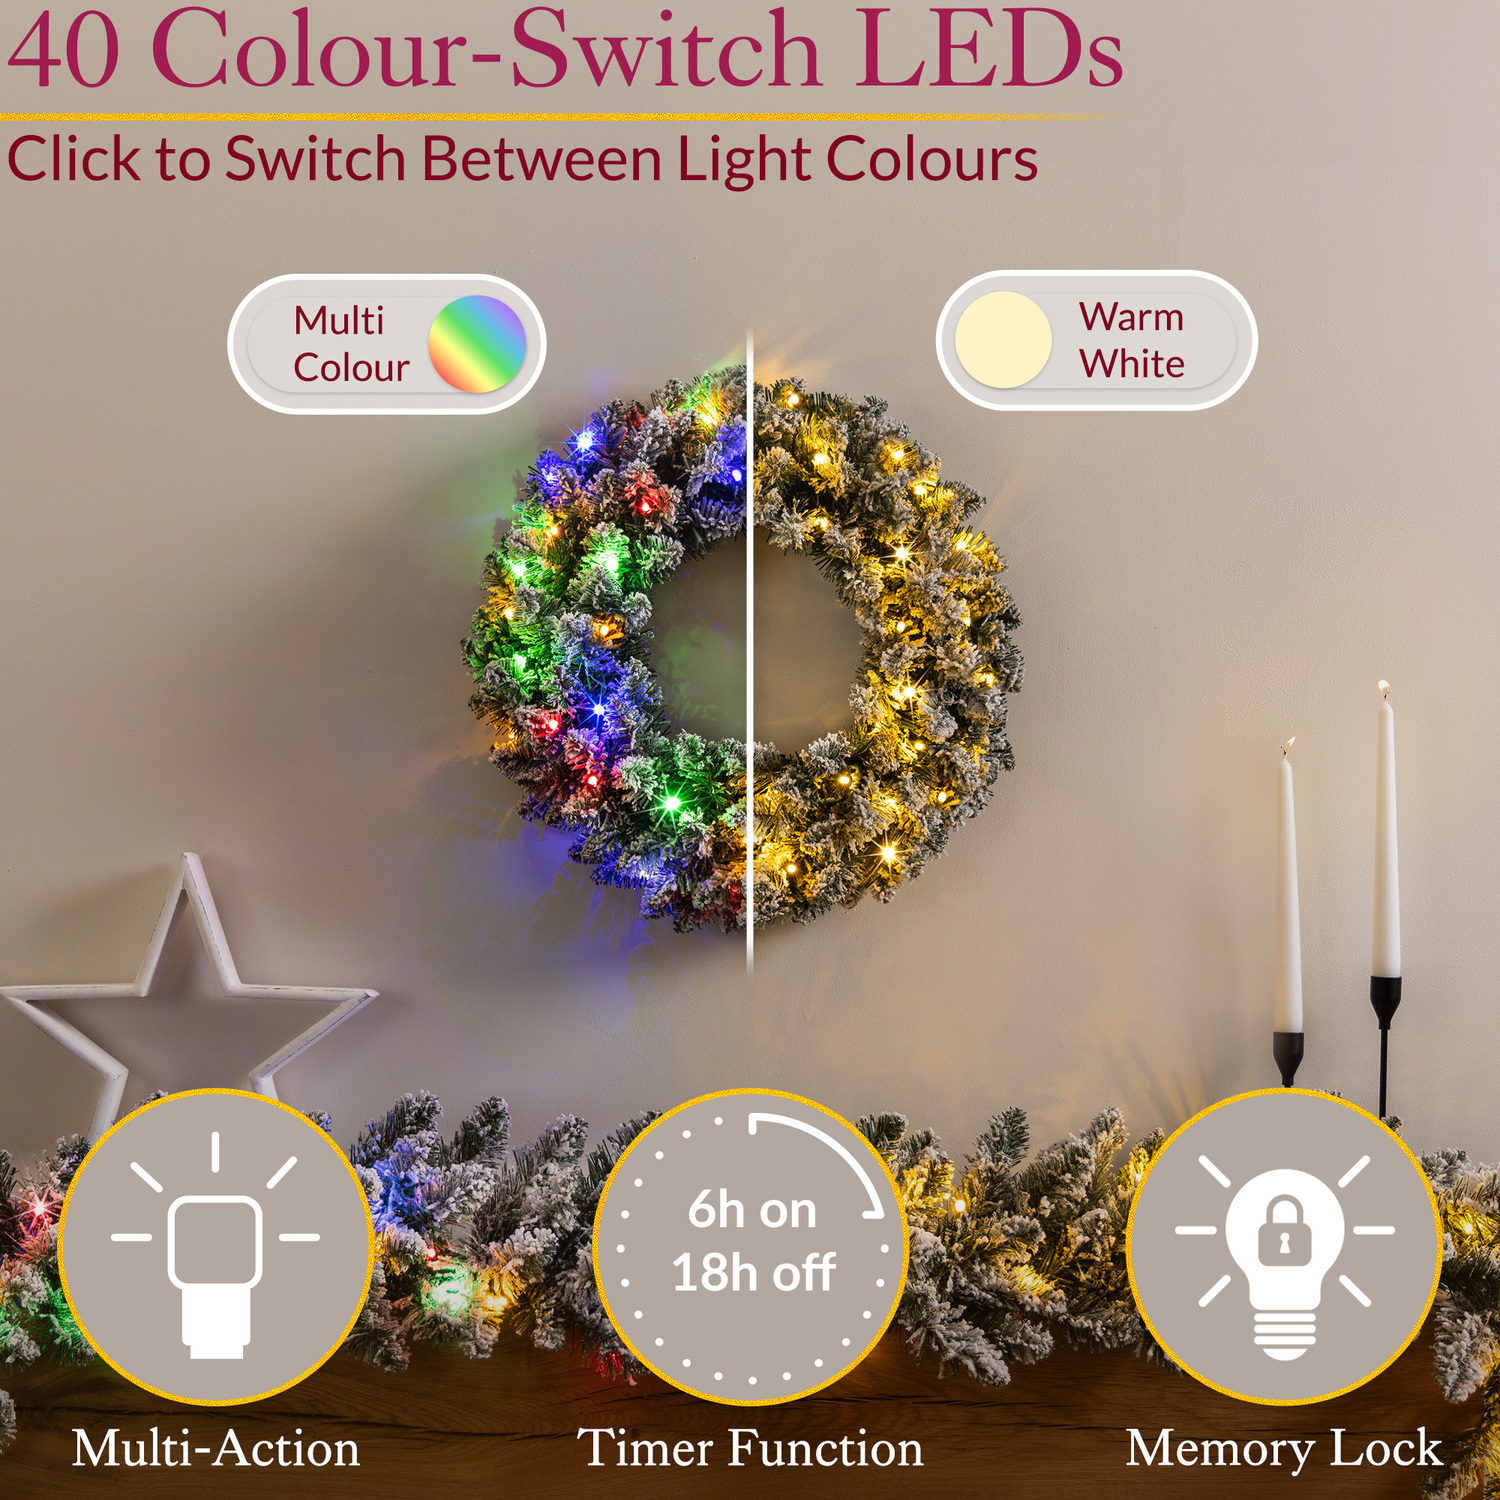 40 Colour-Switch LEDs
Click to Switch Between Light Colours
Multi
Colour
Warm
White
6h on
18h off
Multi-Action
Timer Function
Memory Lock